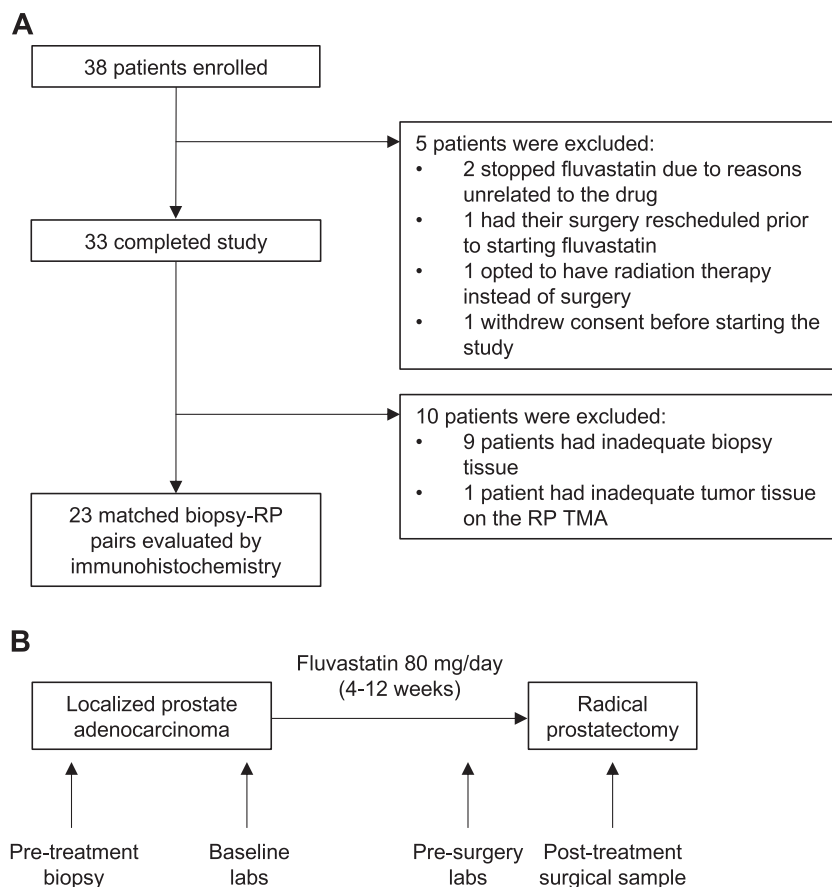 A
38 patients enrolled
5 patients were excluded:
• 2 stopped fluvastatin due to reasons
unrelated to the drug
• 1 had their surgery rescheduled prior
to starting fluvastatin
• 1 opted to have radiation therapy
instead of surgery
• 1 withdrew consent before starting the
study
33 completed study
10 patients were excluded:
• 9 patients had inadequate biopsy
tissue
• 1 patient had inadequate tumor tissue
on the RP TMA
23 matched biopsy-RP
pairs evaluated by
immunohistochemistry
B
Fluvastatin 80 mg/day
(4-12 weeks)
Localized prostate
adenocarcinoma
Radical
prostatectomy
Pre-treatment
biopsy
Baseline
labs
Pre-surgery
labs
Post-treatment
surgical sample